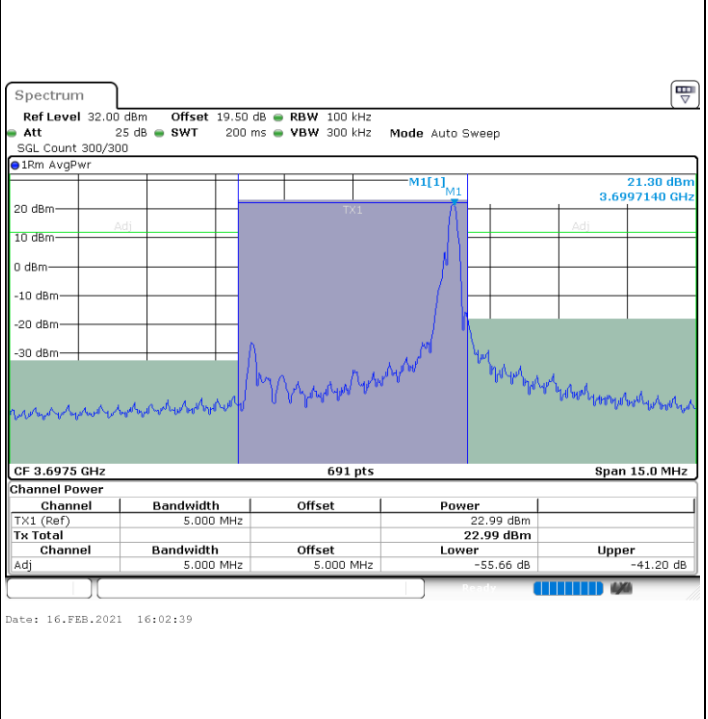 Spectrum
Ref Level 32.00 dBm Offset 19.50 dB RBW 100 kHz
Att 25 dB SWT 200 ms VBW 300 kHz Mode Auto Sweep
SGL Count 300/300
1Rm AvgPwr
M1[1] 21.30 dBm
3.6997140 GHz
M1
TX1
20 dBm
Adj Adj
10 dBm
0 dBm
-10 dBm
-20 dBm
-30 dBm
CF 3.6975 GHz 691 pts Span 15.0 MHz
Channel Power
Channel Bandwidth Offset Power
TX1 (Ref) 5.000 MHz 22.99 dBm
Tx Total 22.99 dBm
Channel Bandwidth Offset Lower Upper
Adj 5.000 MHz 5.000 MHz -55.66 dB -41.20 dB
Ready
Date: 16.FEB.2021 16:02:39